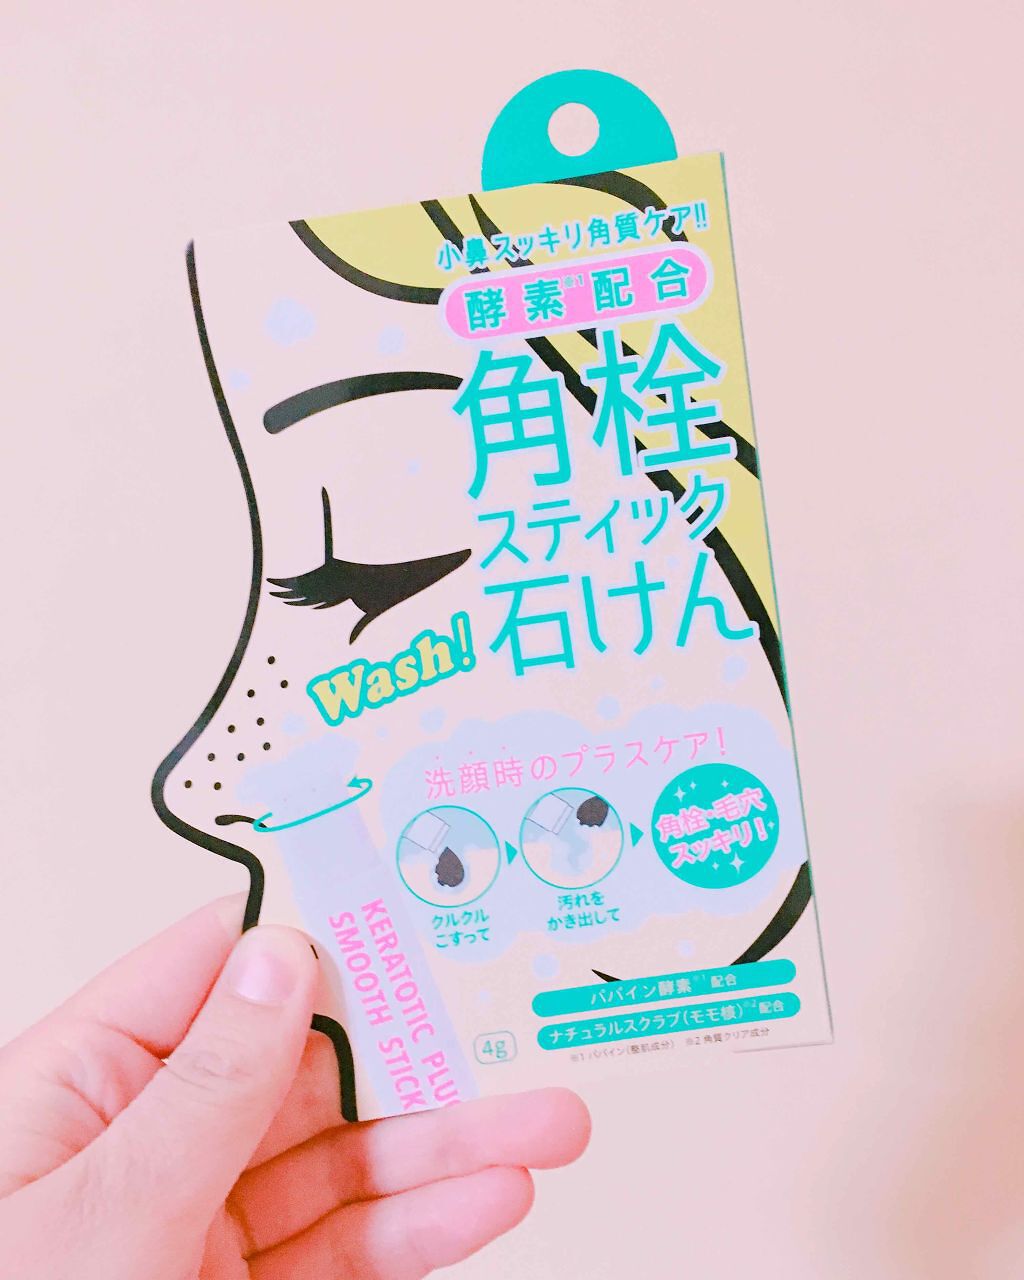 小鼻スッキリ角質ケア!!
酵素※1配合
角栓
スティック
石けん
Wash!
洗顔時のプラスケア!
クルクル
こすって
汚れを
かき出して
角栓・毛穴
スッキリ!
KERATOTIC PLUG
SMOOTH STICK
パパイン酵素※1配合
ナチュラルスクラブ(モモ核)※2配合
4g
※1 パパイン(整肌成分) ※2 角質クリア成分